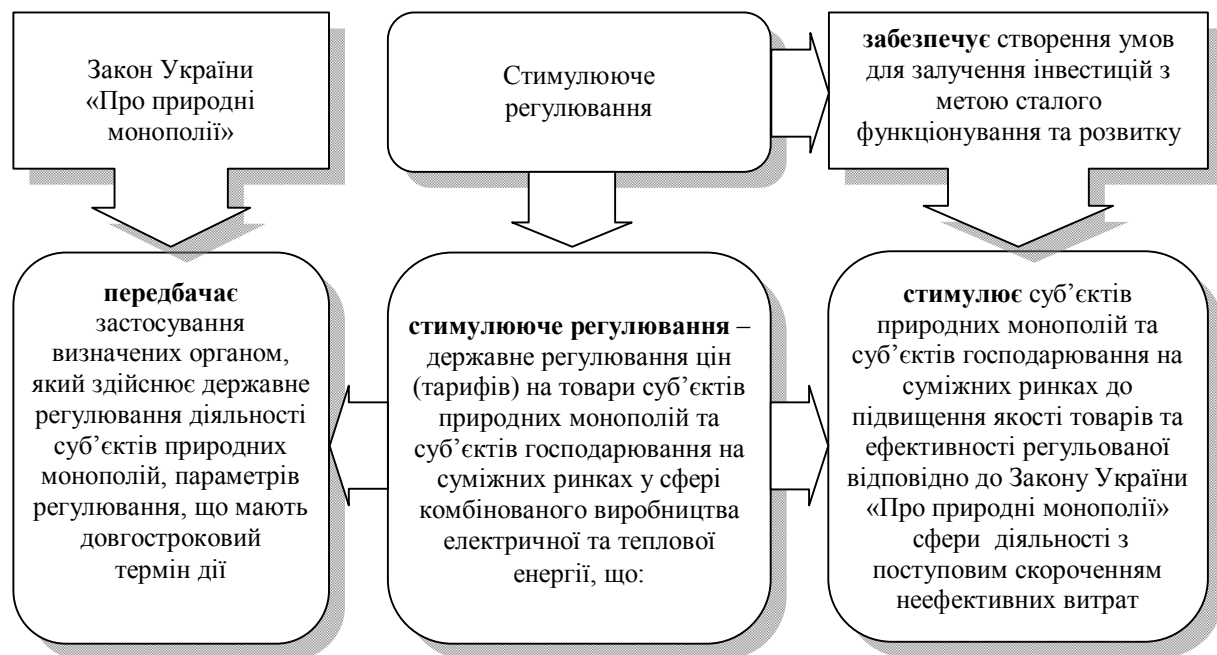 Закон України
«Про природні
монополії»
Стимулююче
регулювання
забезпечує створення умов
для залучення інвестицій з
метою сталого
функціонування та розвитку
передбачає
застосування
визначених органом,
який здійснює державне
регулювання діяльності
суб’єктів природних
монополій, параметрів
регулювання, що мають
довгостроковий
термін дії
стимулююче регулювання –
державне регулювання цін
(тарифів) на товари суб’єктів
природних монополій та
суб’єктів господарювання на
суміжних ринках у сфері
комбінованого виробництва
електричної та теплової
енергії, що:
стимулює суб’єктів
природних монополій та
суб’єктів господарювання на
суміжних ринках до
підвищення якості товарів та
ефективності регульованої
відповідно до Закону України
«Про природні монополії»
сфери діяльності з
поступовим скороченням
неефективних витрат